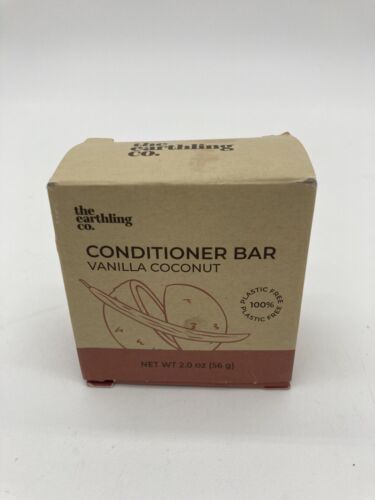 the
earthling
co.
the
earthling
co.
CONDITIONER BAR
VANILLA COCONUT
PLASTIC FREE
100%
PLASTIC FREE
NET WT 2.0 oz (56 g)